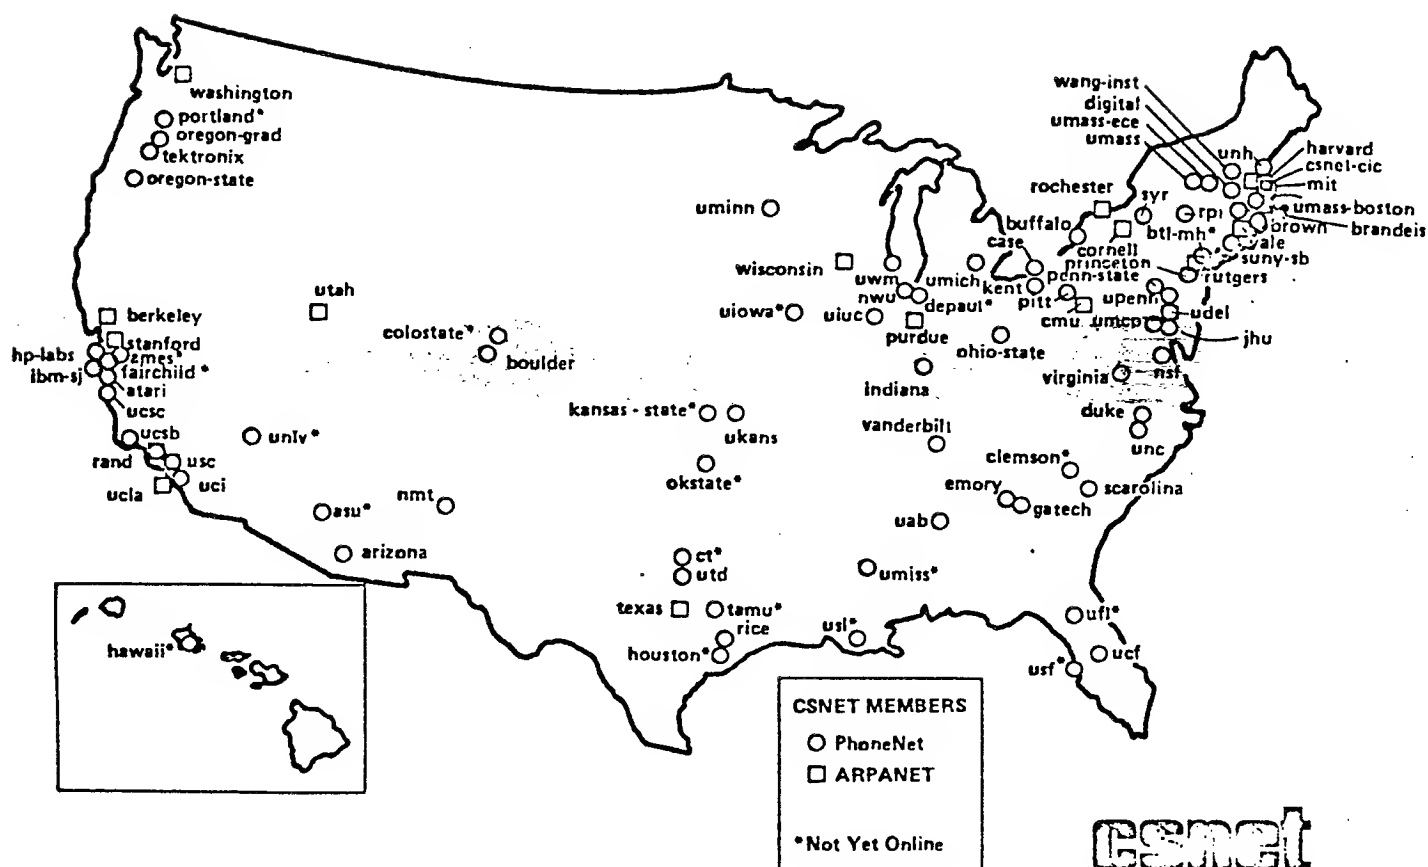 wang-inst
digital
umass-ece
umass
washington
portland*
oregon-grad
tektronix
oregon-state
unh
harvard
csnet-cic
mit
umass-boston
brandeis
brown
yale
suny-sb
rutgers
rochester
syr
rpi
buffalo
case
cornell
btl-mh*
princeton
penn-state
uminn
wisconsin
uwm
umich
kent
nwu
depaul*
pitt
upenn
cmu
umcp
udel
jhu
utah
uiowa*
uiuc
purdue
ohio-state
berkeley
stanford
hp-labs
ames*
ibm-sj
fairchild*
atari
ucsc
colostate*
boulder
indiana
virginia
nsf
kansas - state*
ukans
vanderbilt
duke
unc
ucsb
univ*
rand
usc
ucla
uci
okstate*
clemson*
scarolina
emory
gatech
nmt
asu*
uab
arizona
ct*
utd
umiss*
texas
tamu*
rice
houston*
usl*
ufl*
ucf
usf*
hawaii*
CSNET MEMBERS
PhoneNet
ARPANET
*Not Yet Online
csnet